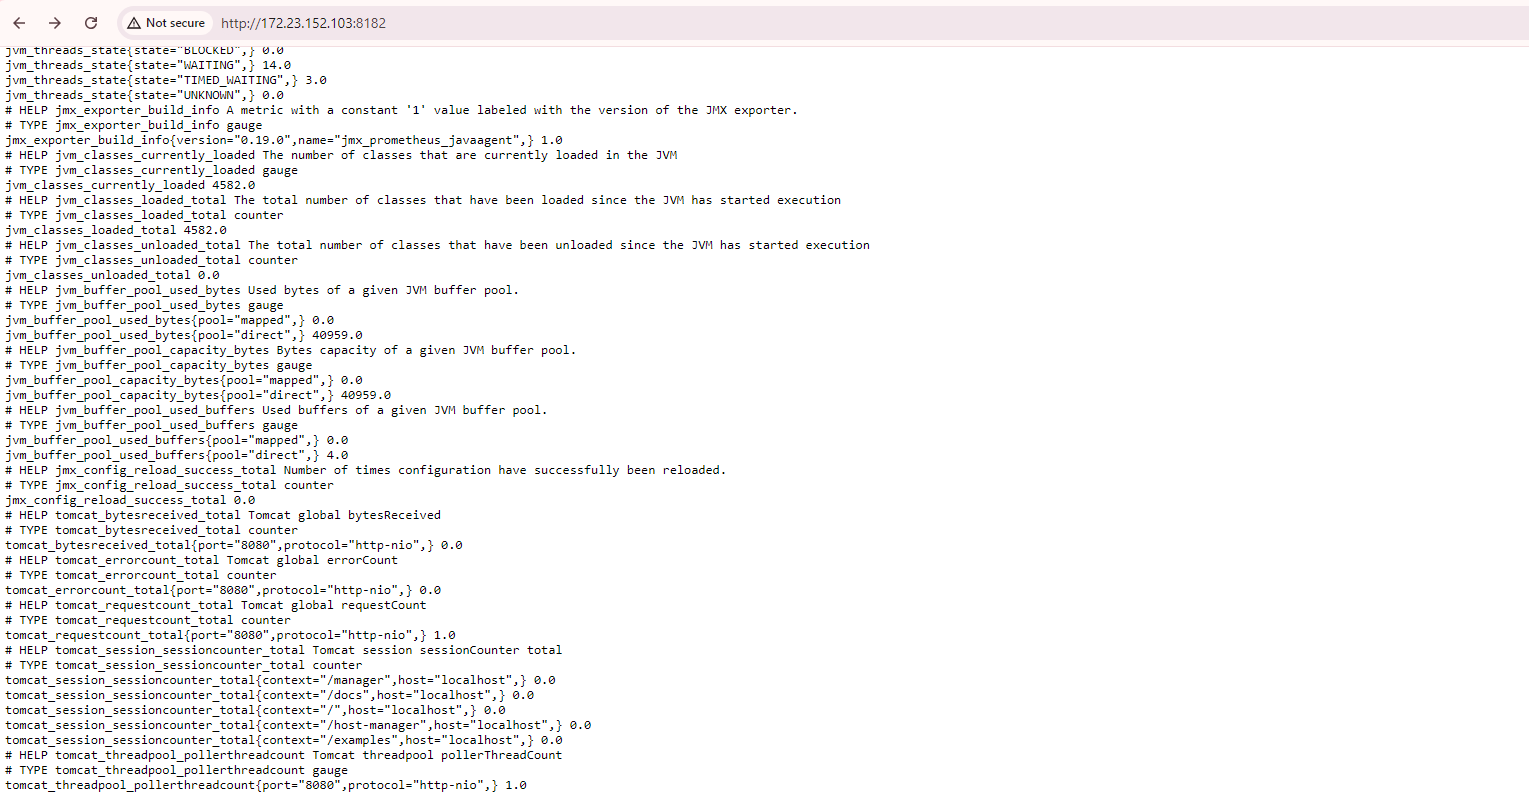 Not secure http://172.23.152.103:8182
jvm_threads_state{state="BLOCKED",} 0.0
jvm_threads_state{state="WAITING",} 14.0
jvm_threads_state{state="TIMED_WAITING",} 3.0
jvm_threads_state{state="UNKNOWN",} 0.0
# HELP jmx_exporter_build_info A metric with a constant '1' value labeled with the version of the JMX exporter.
# TYPE jmx_exporter_build_info gauge
jmx_exporter_build_info{version="0.19.0",name="jmx_prometheus_javaagent",} 1.0
# HELP jvm_classes_currently_loaded The number of classes that are currently loaded in the JVM
# TYPE jvm_classes_currently_loaded gauge
jvm_classes_currently_loaded 4582.0
# HELP jvm_classes_loaded_total The total number of classes that have been loaded since the JVM has started execution
# TYPE jvm_classes_loaded_total counter
jvm_classes_loaded_total 4582.0
# HELP jvm_classes_unloaded_total The total number of classes that have been unloaded since the JVM has started execution
# TYPE jvm_classes_unloaded_total counter
jvm_classes_unloaded_total 0.0
# HELP jvm_buffer_pool_used_bytes Used bytes of a given JVM buffer pool.
# TYPE jvm_buffer_pool_used_bytes gauge
jvm_buffer_pool_used_bytes{pool="mapped",} 0.0
jvm_buffer_pool_used_bytes{pool="direct",} 40959.0
# HELP jvm_buffer_pool_capacity_bytes Bytes capacity of a given JVM buffer pool.
# TYPE jvm_buffer_pool_capacity_bytes gauge
jvm_buffer_pool_capacity_bytes{pool="mapped",} 0.0
jvm_buffer_pool_capacity_bytes{pool="direct",} 40959.0
# HELP jvm_buffer_pool_used_buffers Used buffers of a given JVM buffer pool.
# TYPE jvm_buffer_pool_used_buffers gauge
jvm_buffer_pool_used_buffers{pool="mapped",} 0.0
jvm_buffer_pool_used_buffers{pool="direct",} 4.0
# HELP jmx_config_reload_success_total Number of times configuration have successfully been reloaded.
# TYPE jmx_config_reload_success_total counter
jmx_config_reload_success_total 0.0
# HELP tomcat_bytesreceived_total Tomcat global bytesReceived
# TYPE tomcat_bytesreceived_total counter
tomcat_bytesreceived_total{port="8080",protocol="http-nio",} 0.0
# HELP tomcat_errorcount_total Tomcat global errorCount
# TYPE tomcat_errorcount_total counter
tomcat_errorcount_total{port="8080",protocol="http-nio",} 0.0
# HELP tomcat_requestcount_total Tomcat global requestCount
# TYPE tomcat_requestcount_total counter
tomcat_requestcount_total{port="8080",protocol="http-nio",} 1.0
# HELP tomcat_session_sessioncounter_total Tomcat session sessionCounter total
# TYPE tomcat_session_sessioncounter_total counter
tomcat_session_sessioncounter_total{context="/manager",host="localhost",} 0.0
tomcat_session_sessioncounter_total{context="/docs",host="localhost",} 0.0
tomcat_session_sessioncounter_total{context="/",host="localhost",} 0.0
tomcat_session_sessioncounter_total{context="/host-manager",host="localhost",} 0.0
tomcat_session_sessioncounter_total{context="/examples",host="localhost",} 0.0
# HELP tomcat_threadpool_pollerthreadcount Tomcat threadpool pollerThreadCount
# TYPE tomcat_threadpool_pollerthreadcount gauge
tomcat_threadpool_pollerthreadcount{port="8080",protocol="http-nio",} 1.0